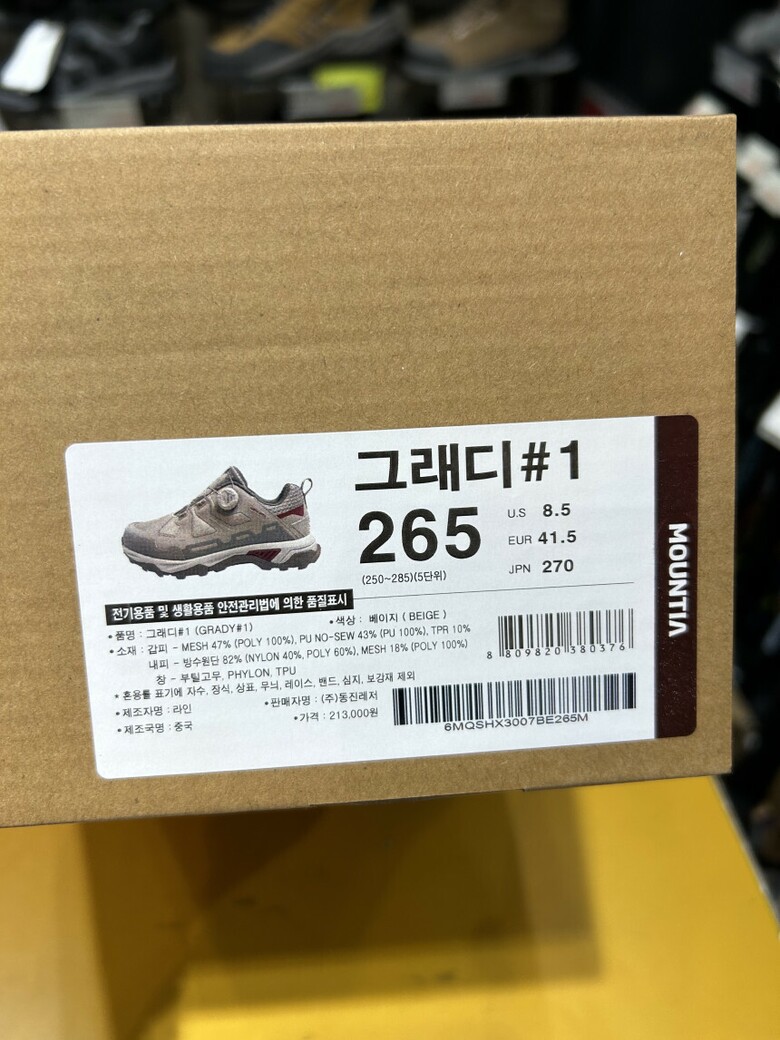 그래디#1
265
U.S 8.5
EUR 41.5
JPN 270
(250~285)(5단위)
MOUNTIA
전기용품 및 생활용품 안전관리법에 의한 품질표시
• 품명 : 그래디#1 (GRADY#1)
• 색상 : 베이지 ( BEIGE )
• 소재 : 갑피 - MESH 47% (POLY 100%), PU NO-SEW 43% (PU 100%), TPR 10%
내피 - 방수원단 82% (NYLON 40%, POLY 60%), MESH 18% (POLY 100%)
창 - 부틸고무, PHYLON, TPU
* 혼용률 표기에 자수, 장식, 상표, 무늬, 레이스, 밴드, 심지, 보강재 제외
• 제조자명 : 라인
• 판매자명 : (주)동진레저
• 제조국명 : 중국
• 가격 : 213,000원
8 809820 380376
6MQSHX3007BE265M